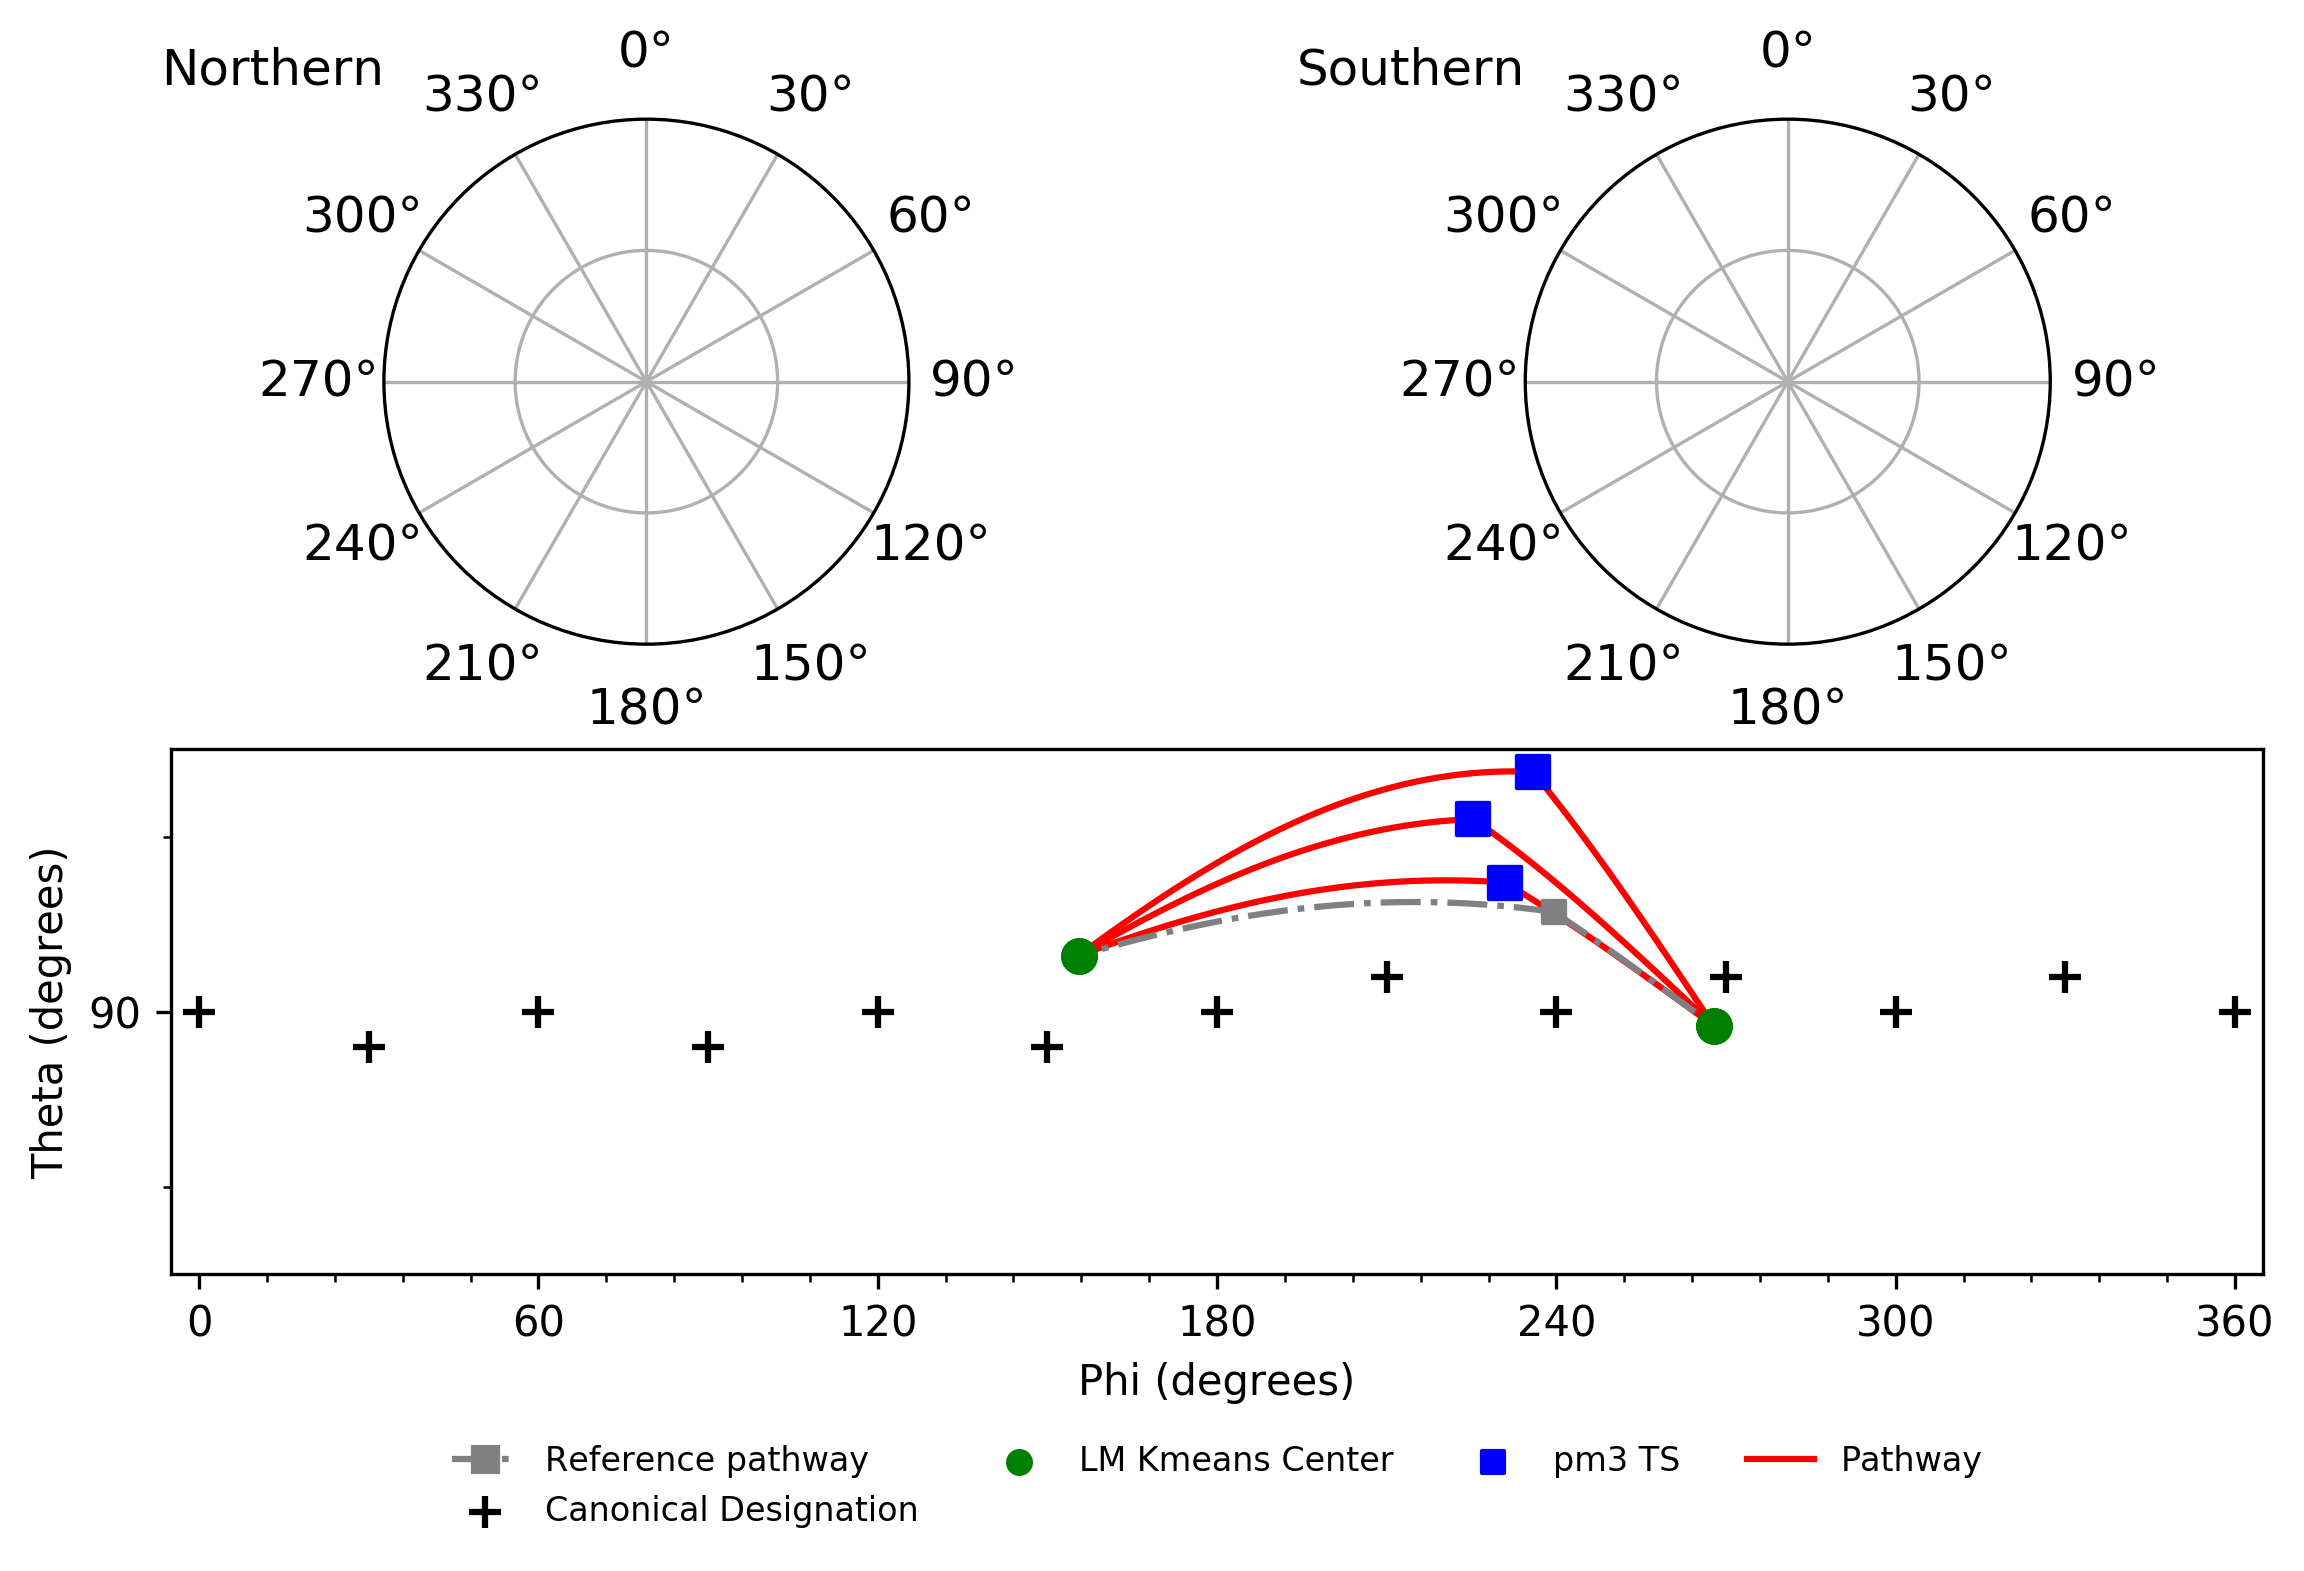 Northern
0°
30°
60°
90°
120°
150°
180°
210°
240°
270°
300°
330°
Southern
0°
30°
60°
90°
120°
150°
180°
210°
240°
270°
300°
330°
Theta (degrees)
90
0 60 120 180 240 300 360
Phi (degrees)
Reference pathway
Canonical Designation
LM Kmeans Center
pm3 TS
Pathway